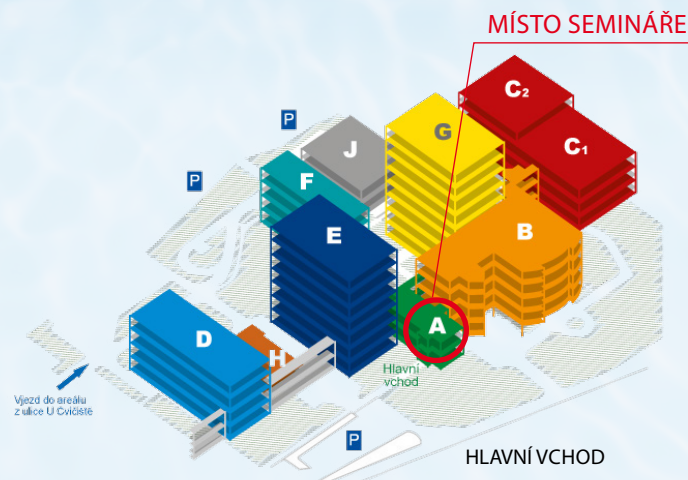 MÍSTO SEMINÁŘE
C2
C1
G
P
J
P
F
E
B
A
D
H
Hlavní
vchod
Vjezd do areálu
z ulice U Cvičiště
P
HLAVNÍ VCHOD